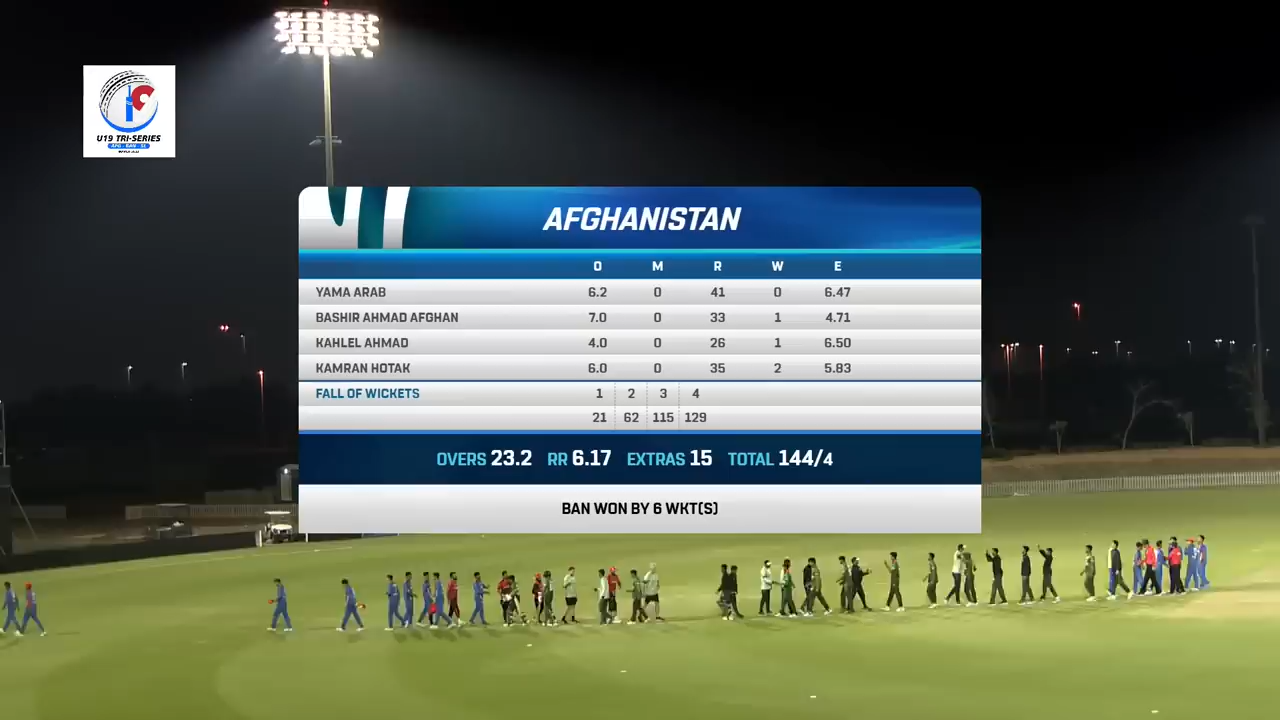 U19 TRI-SERIES
AFG - BAN - SL
AFGHANISTAN
O M R W E
YAMA ARAB 6.2 0 41 0 6.47
BASHIR AHMAD AFGHAN 7.0 0 33 1 4.71
KAHLEL AHMAD 4.0 0 26 1 6.50
KAMRAN HOTAK 6.0 0 35 2 5.83
FALL OF WICKETS 1 2 3 4
21 62 115 129
OVERS 23.2 RR 6.17 EXTRAS 15 TOTAL 144/4
BAN WON BY 6 WKT(S)